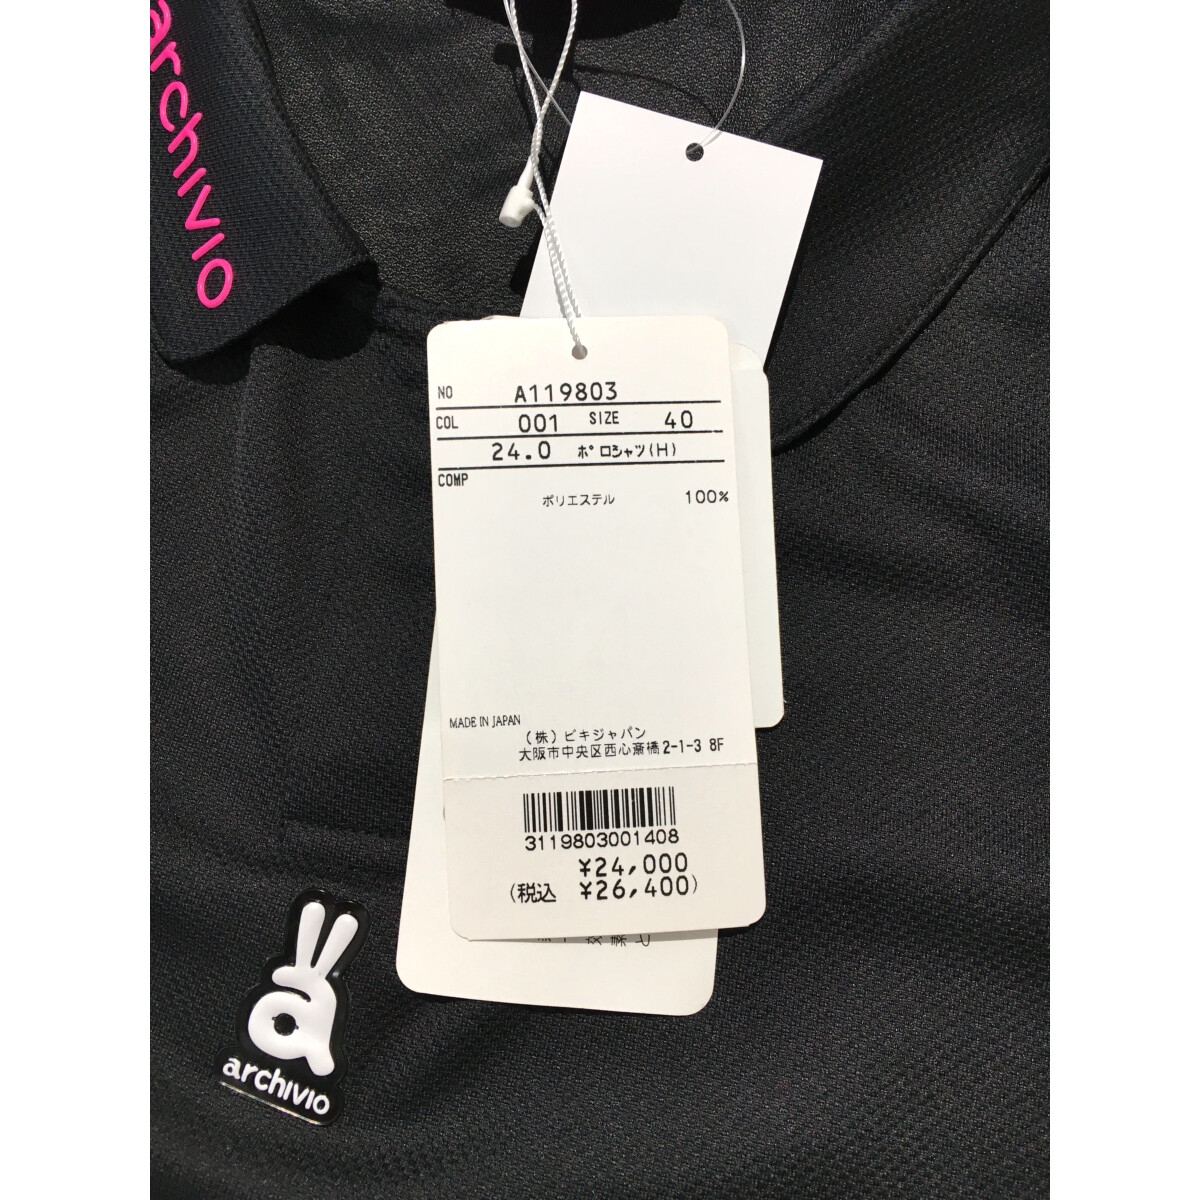 archivio
NO A119803
COL 001 SIZE 40
24.0 ポロシャツ(H)
COMP
ポリエステル 100%
MADE IN JAPAN
(株)ピキジャパン
大阪市中央区西心斎橋2-1-3 8F
3119803001408
¥24,000
(税込 ¥26,400)
a
archivio